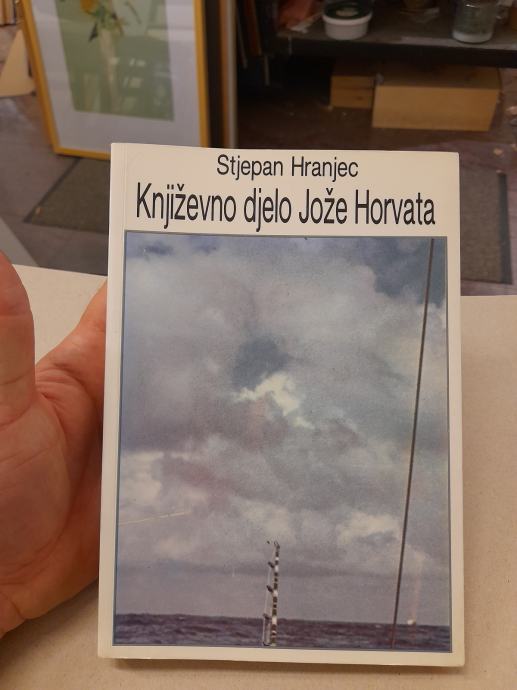 Stjepan Hranjec
Književno djelo Jože Horvata